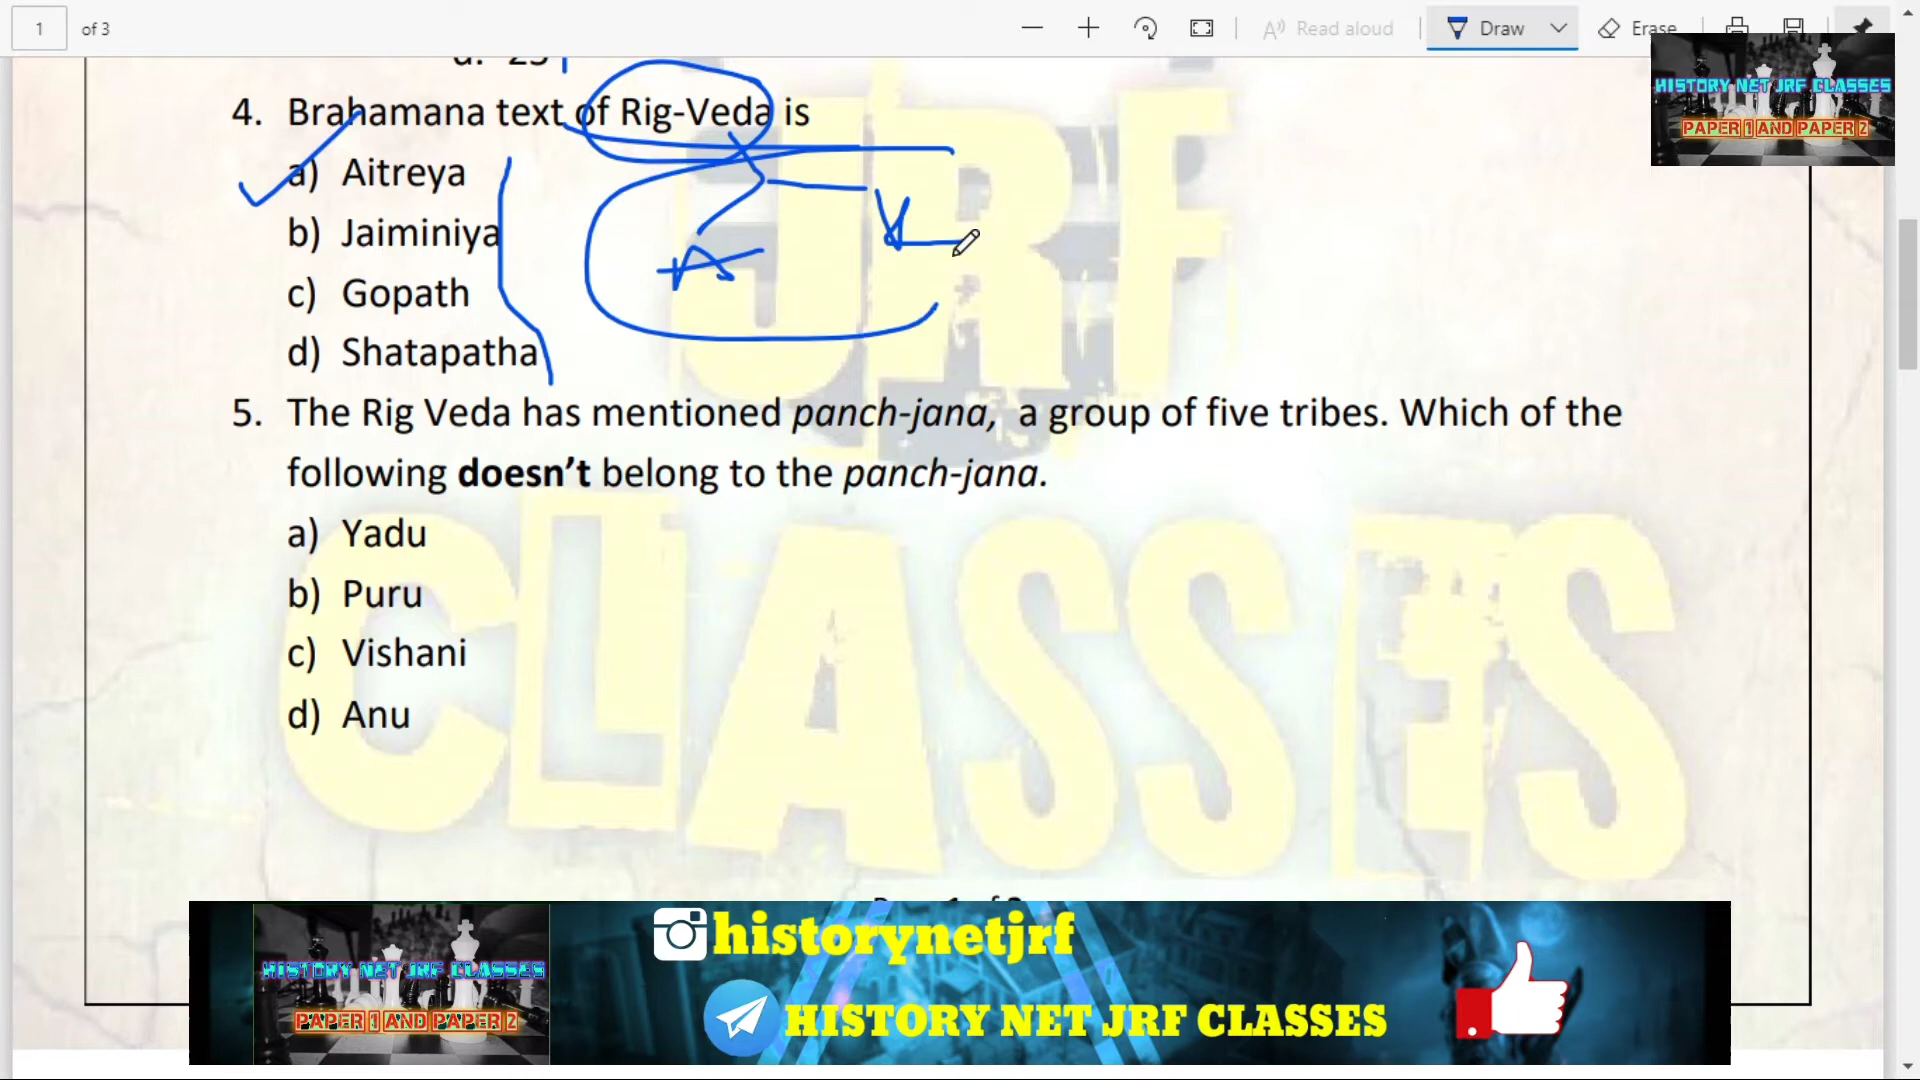 1 of 3 Read aloud Draw Erase
HISTORY NET JRF CLASSES
PAPER 1 AND PAPER 2
4. Brahamana text of Rig-Veda is
a) Aitreya
b) Jaiminiya
c) Gopath
d) Shatapatha
5. The Rig Veda has mentioned panch-jana, a group of five tribes. Which of the
following doesn't belong to the panch-jana.
a) Yadu
b) Puru
c) Vishani
d) Anu
JRF
CLASSES
historynetjrf
HISTORY NET JRF CLASSES
HISTORY NET JRF CLASSES
PAPER 1 AND PAPER 2